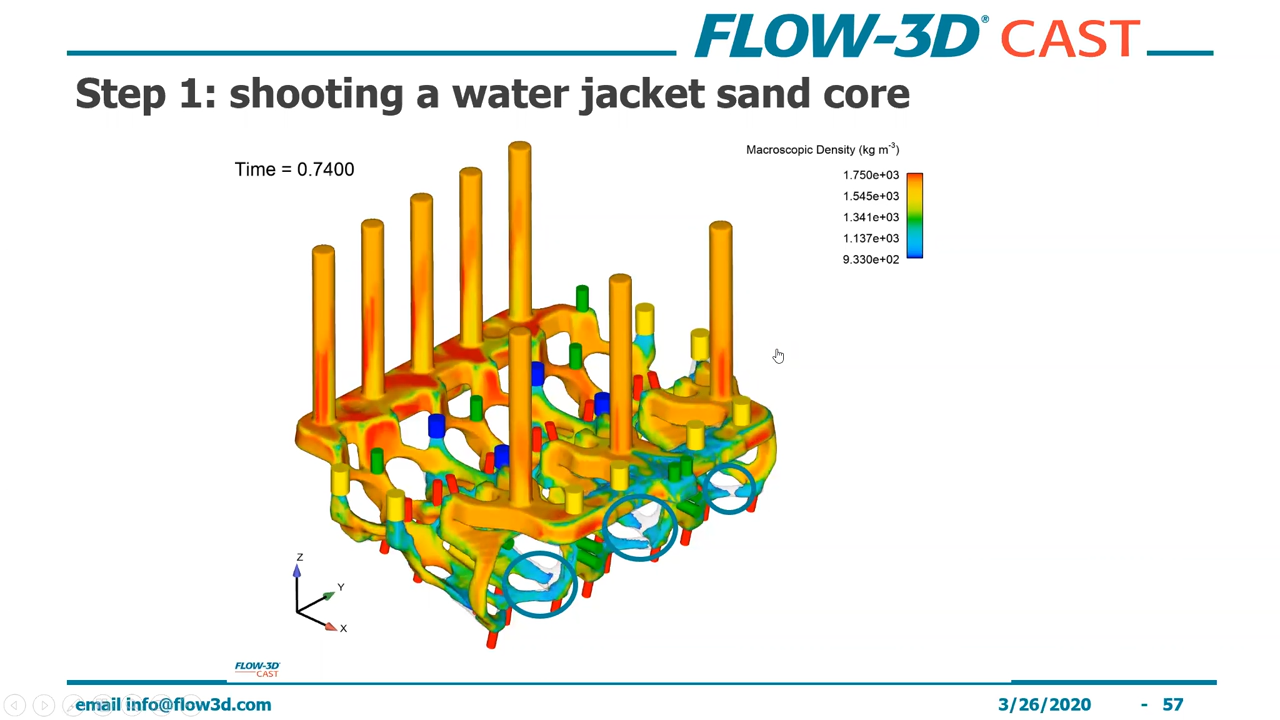 FLOW-3D® CAST
Step 1: shooting a water jacket sand core
Time = 0.7400
Macroscopic Density (kg m-3)
1.750e+03
1.545e+03
1.341e+03
1.137e+03
9.330e+02
Z
Y
X
FLOW-3D
CAST
email info@flow3d.com
3/26/2020
- 57